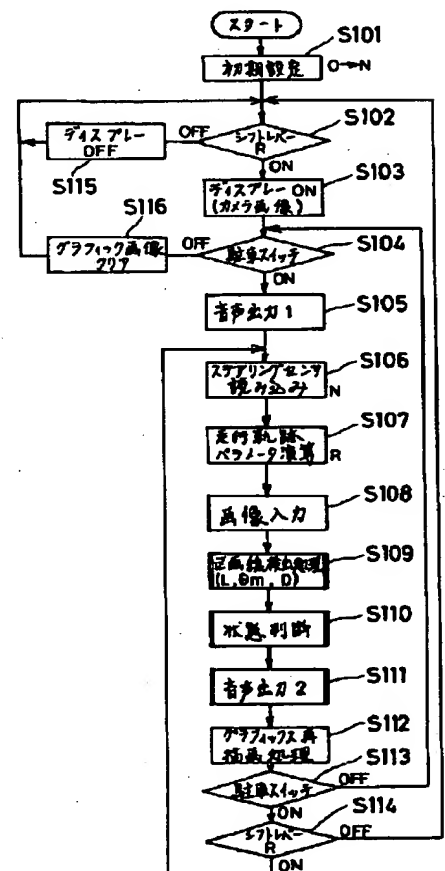 スタート
S101
初期設定 0→N
S102
シフトレバー
R
OFF
ON
ディスプレー
OFF
S115
S103
ディスプレーON
(カメラ画像)
S116
グラフィック画像
クリア
S104
駐車スイッチ
OFF
ON
S105
音声出力1
S106
ステアリングセンサ
読み込み
N
S107
走行軌跡
パラメータ演算
R
S108
画像入力
S109
区画線検出処理
(L, θm, D)
S110
状態判断
S111
音声出力2
S112
グラフィックス再
描画処理
S113
駐車スイッチ
OFF
ON
S114
シフトレバー
R
OFF
ON